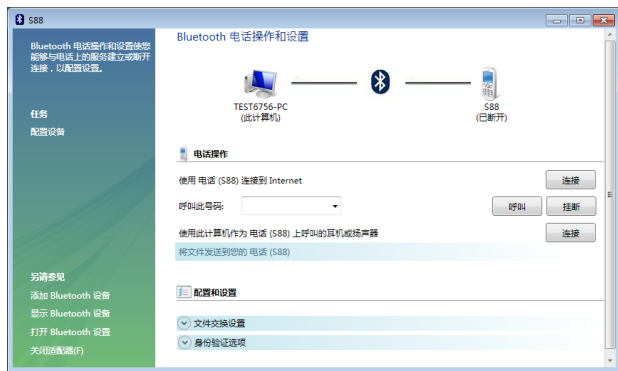 S88
Bluetooth 电话操作和设置使您
能够与电话上的服务建立或断开
连接，以配置设置。
任务
配置设备
另请参见
添加 Bluetooth 设备
显示 Bluetooth 设备
打开 Bluetooth 设置
关闭适配器(F)
Bluetooth 电话操作和设置
TEST6756-PC
(此计算机)
S88
(已断开)
电话操作
使用 电话 (S88) 连接到 Internet
连接
呼叫此号码:
呼叫
挂断
使用此计算机作为 电话 (S88) 上呼叫的耳机或扬声器
连接
将文件发送到您的 电话 (S88)
配置和设置
文件交换设置
身份验证选项